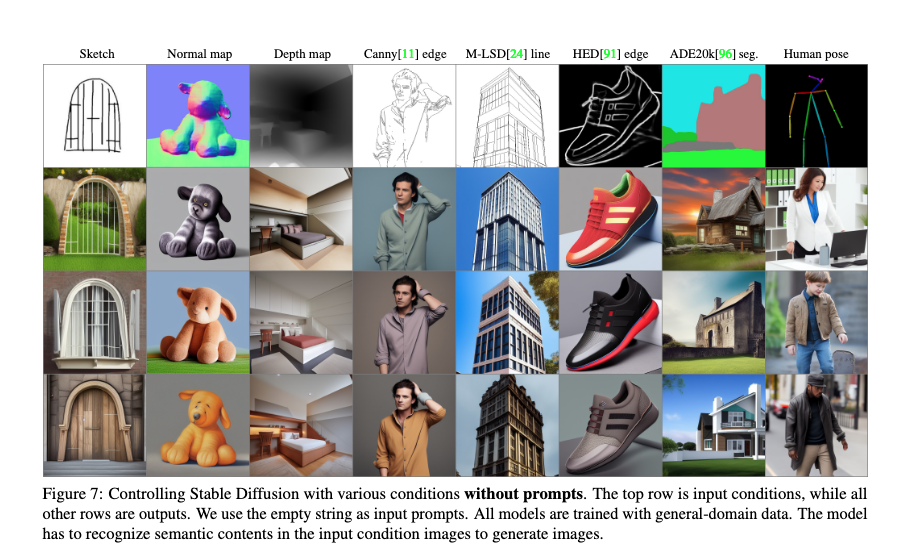 Sketch Normal map Depth map Canny[11] edge M-LSD[24] line HED[91] edge ADE20k[96] seg. Human pose
Figure 7: Controlling Stable Diffusion with various conditions without prompts. The top row is input conditions, while all
other rows are outputs. We use the empty string as input prompts. All models are trained with general-domain data. The model
has to recognize semantic contents in the input condition images to generate images.